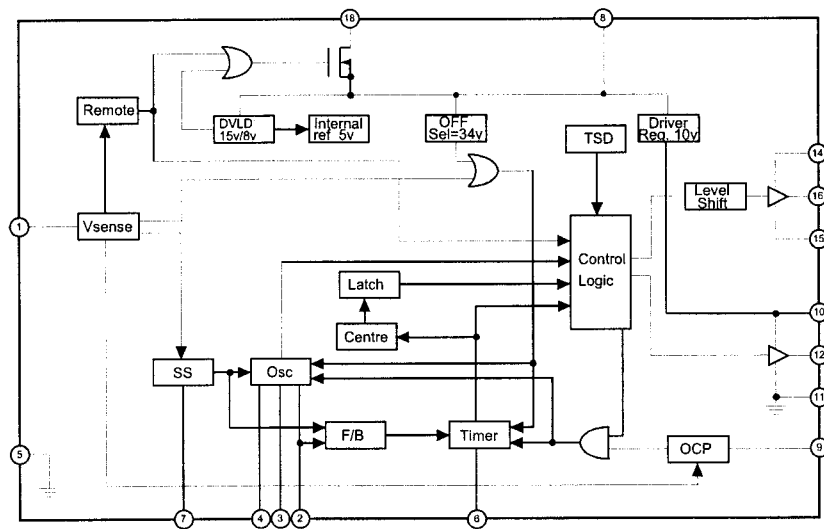 18
8
Remote
DVLD
15v/8v
Internal
ref 5v
OFF
Sel=34v
TSD
Driver
Reg. 10v
14
Level
Shift
16
1
Vsense
15
Control
Logic
Latch
10
Centre
12
SS
Osc
11
F/B
Timer
OCP
9
5
7
4
3
2
6